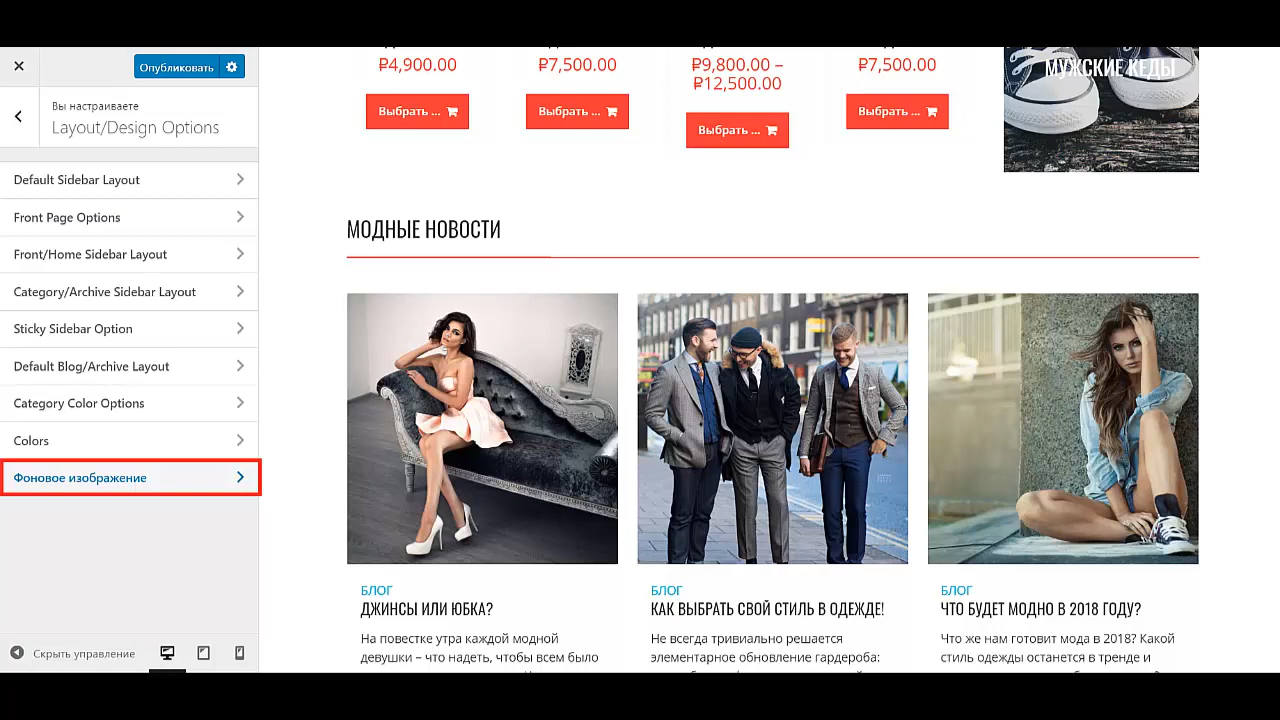 Опубликовать
Вы настраиваете
Layout/Design Options
Default Sidebar Layout
Front Page Options
Front/Home Sidebar Layout
Category/Archive Sidebar Layout
Sticky Sidebar Option
Default Blog/Archive Layout
Category Color Options
Colors
Фоновое изображение
Скрыть управление
₽4,900.00
₽7,500.00
₽9,800.00 –
₽12,500.00
₽7,500.00
Выбрать ...
Выбрать ...
Выбрать ...
Выбрать ...
МУЖСКИЕ КЕДЫ
МОДНЫЕ НОВОСТИ
БЛОГ
ДЖИНСЫ ИЛИ ЮБКА?
На повестке утра каждой модной
девушки – что надеть, чтобы всем было
БЛОГ
КАК ВЫБРАТЬ СВОЙ СТИЛЬ В ОДЕЖДЕ!
Не всегда тривиально решается
элементарное обновление гардероба:
БЛОГ
ЧТО БУДЕТ МОДНО В 2018 ГОДУ?
Что же нам готовит мода в 2018? Какой
стиль одежды останется в тренде и